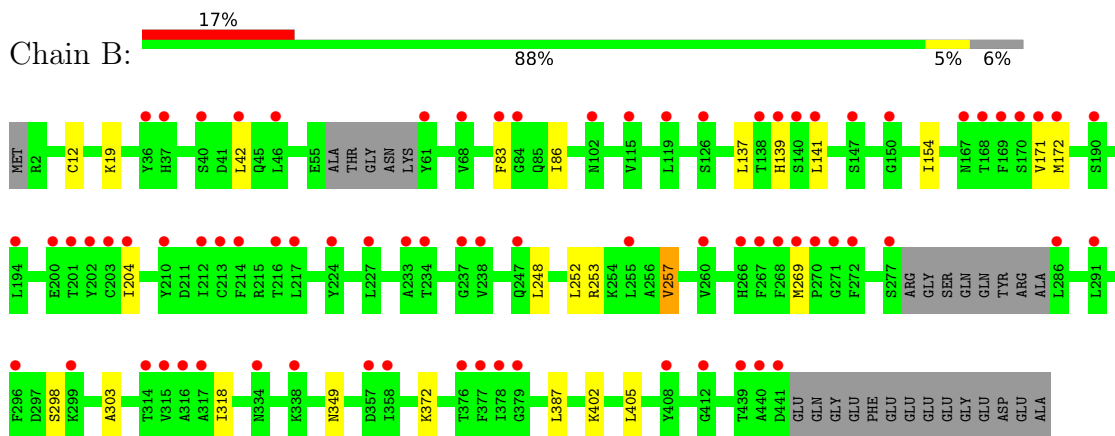 17%
Chain B:
88% 5% 6%
MET R2 C12 K19 Y36 H37 S40 D41 L42 Q45 L46 E55 ALA THR GLY ASN LYS Y61 V68 F83 G84 Q85 I86 N102 V115 L119 S126 L137 T138 H139 S140 L141 S147 G150 I154 N167 T168 F169 S170 V171 M172 S190
L194 E200 T201 Y202 C203 I204 Y210 D211 I212 C213 F214 R215 T216 L217 Y224 L227 A233 T234 G237 V238 Q247 L248 L252 R253 K254 L255 A256 V257 V260 H266 F267 F268 M269 P270 G271 F272 S277 ARG GLY SER GLN GLN TYR ARG ALA L286 L291
F296 D297 S298 K299 A303 T314 V315 A316 A317 I318 N334 K338 N349 D357 I358 K372 T376 F377 I378 G379 L387 K402 L405 Y408 G412 T439 A440 D441 GLU GLN GLY GLU PHE GLU GLU GLU GLU GLY GLU ASP GLU ALA